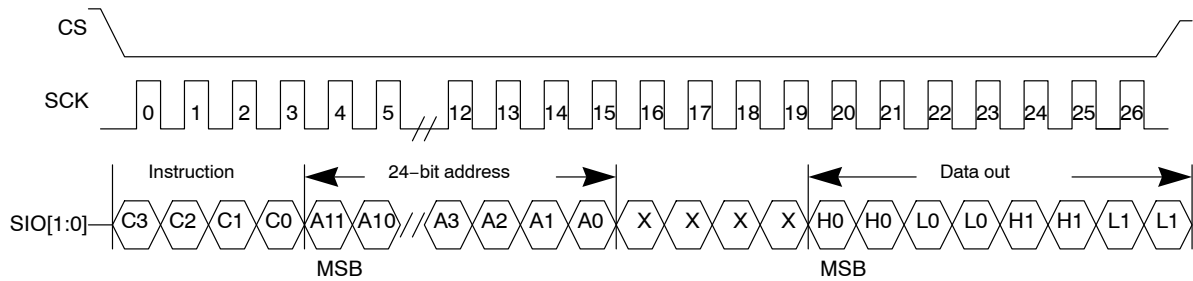 CS
SCK
0 1 2 3 4 5 12 13 14 15 16 17 18 19 20 21 22 23 24 25 26
Instruction 24−bit address Data out
SIO[1:0] C3 C2 C1 C0 A11 A10 A3 A2 A1 A0 X X X X H0 H0 L0 L0 H1 H1 L1 L1
MSB MSB